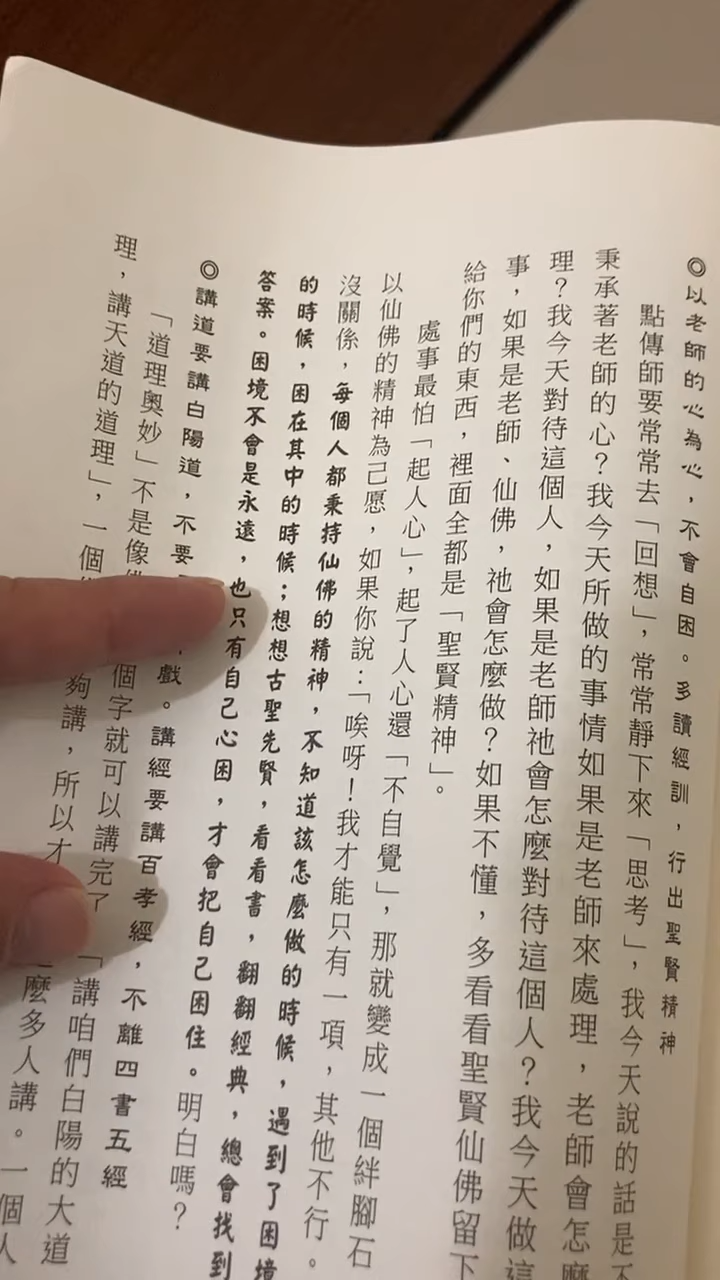 ◎以老師的心為心，不會自困。多讀經訓，行出聖賢精神
點傳師要常常去「回想」，常常靜下來「思考」，我今天說的話是不
秉承著老師的心？我今天所做的事情如果是老師來處理，老師會怎麼
理？我今天對待這個人，如果是老師祂會怎麼對待這個人？我今天做這
事，如果是老師、仙佛，祂會怎麼做？如果不懂，多看看聖賢仙佛留下
給你們的東西，裡面全都是「聖賢精神」。
處事最怕「起人心」，起了人心還「不自覺」，那就變成一個絆腳石
以仙佛的精神為己愿，如果你說：「唉呀！我才能只有一項，其他不行。
沒關係，每個人都秉持仙佛的精神，不知道該怎麼做的時候，遇到了困境
的時候，困在其中的時候；想想古聖先賢，看看書，翻翻經典，總會找到
答案。困境不會是永遠，也只有自己心困，才會把自己困住。明白嗎？
◎講道要講白陽道，不要 戲。講經要講百孝經，不離四書五經
「道理奧妙」不是像 個字就可以講完了 「講咱們白陽的大道
理，講天道的道理」，一個 夠講，所以才 麼多人講。一個人